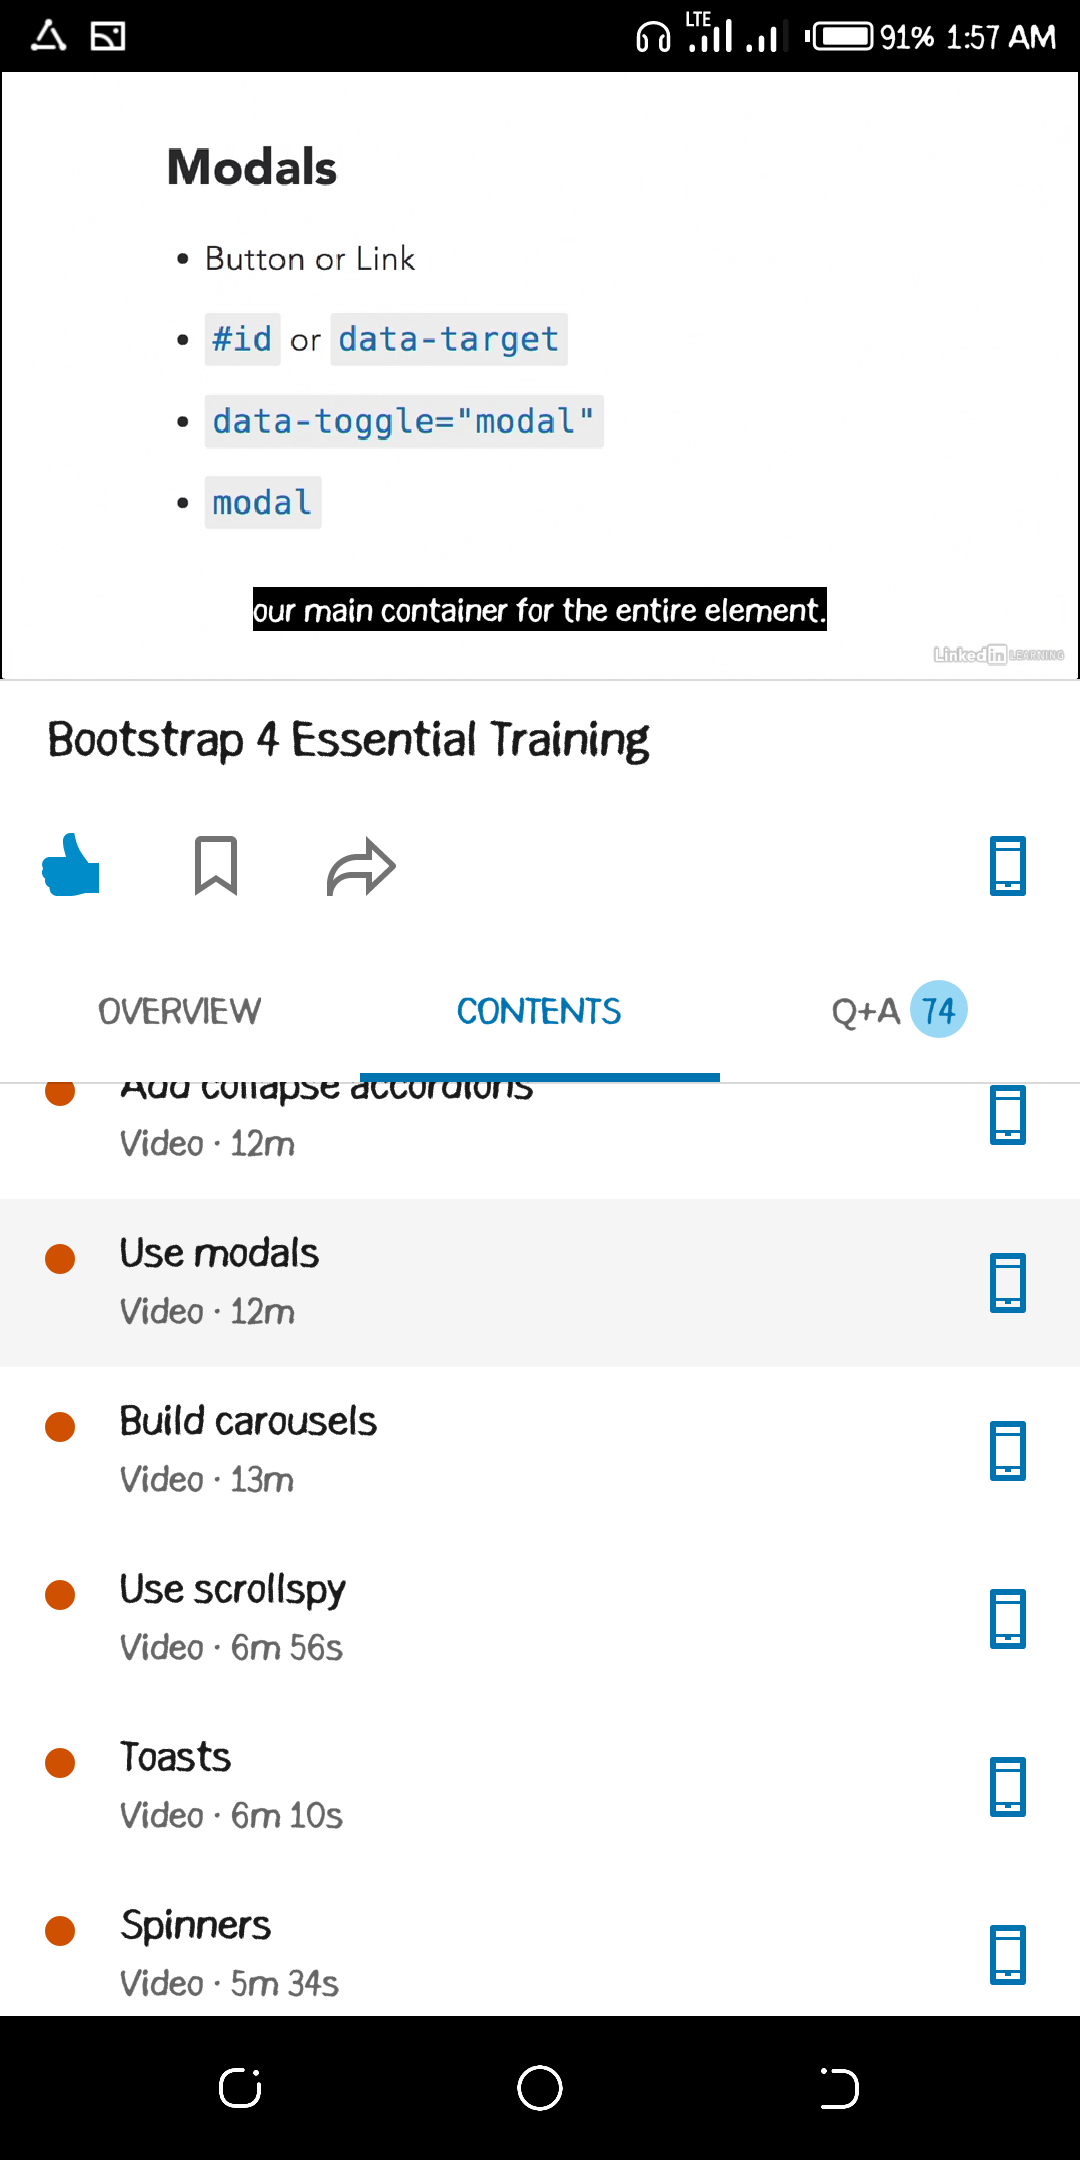 LTE 91% 1:57 AM
Modals
• Button or Link
• #id or data-target
• data-toggle="modal"
• modal
our main container for the entire element.
Linked in LEARNING
Bootstrap 4 Essential Training
OVERVIEW CONTENTS Q+A 74
Add collapse accordions
Video · 12m
Use modals
Video · 12m
Build carousels
Video · 13m
Use scrollspy
Video · 6m 56s
Toasts
Video · 6m 10s
Spinners
Video · 5m 34s